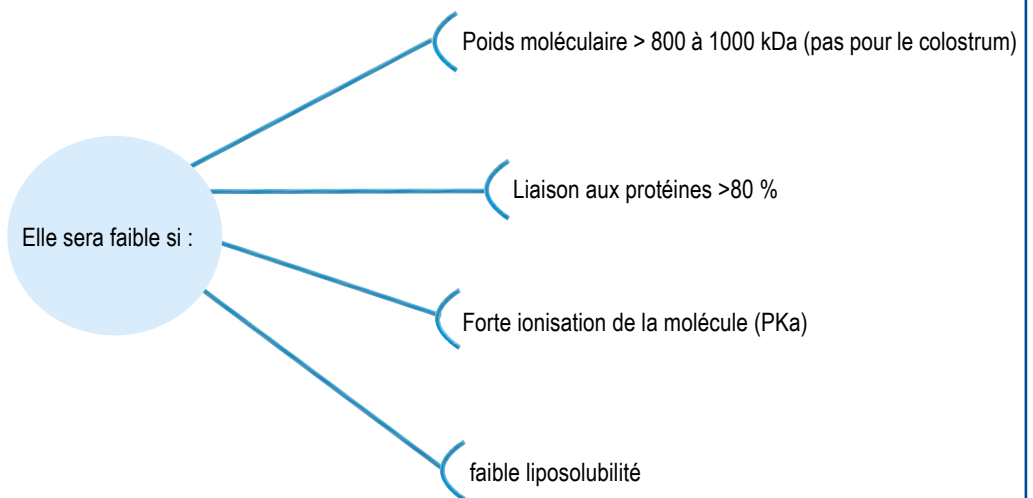 Poids moléculaire > 800 à 1000 kDa (pas pour le colostrum)
Liaison aux protéines >80 %
Elle sera faible si :
Forte ionisation de la molécule (PKa)
faible liposolubilité